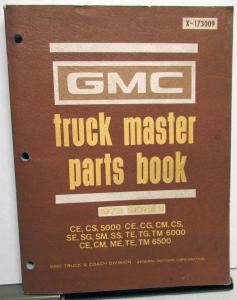 X-173009
GMC
truck master
parts book
1973 SERIES
CE, CS, 5000 CE, CG, CM, CS,
SE, SG, SM, SS, TE, TG, TM 6000
CE, CM, ME, TE, TM 6500
GMC TRUCK & COACH DIVISION GENERAL MOTORS CORPORATION